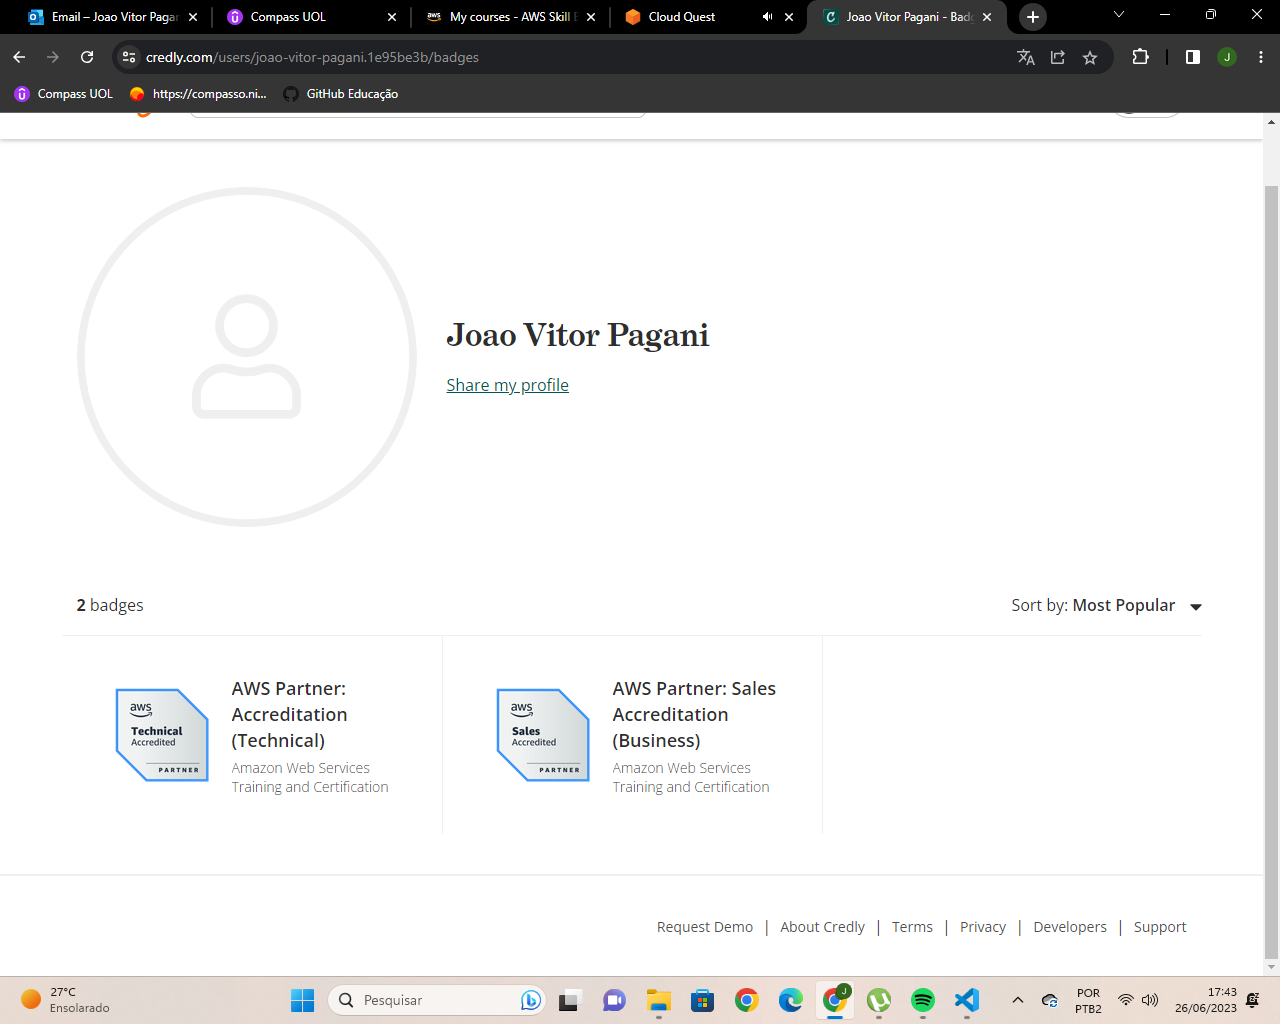 Email – Joao Vitor Pagan
Compass UOL
My courses - AWS Skill B
Cloud Quest
Joao Vitor Pagani - Badg
credly.com/users/joao-vitor-pagani.1e95be3b/badges
J
Compass UOL
https://compasso.ni...
GitHub Educação
Joao Vitor Pagani
Share my profile
2 badges
Sort by: Most Popular
aws
Technical
Accredited
PARTNER
AWS Partner:
Accreditation
(Technical)
Amazon Web Services
Training and Certification
aws
Sales
Accredited
PARTNER
AWS Partner: Sales
Accreditation
(Business)
Amazon Web Services
Training and Certification
Request Demo | About Credly | Terms | Privacy | Developers | Support
27°C
Ensolarado
Pesquisar
J
POR
PTB2
17:43
26/06/2023